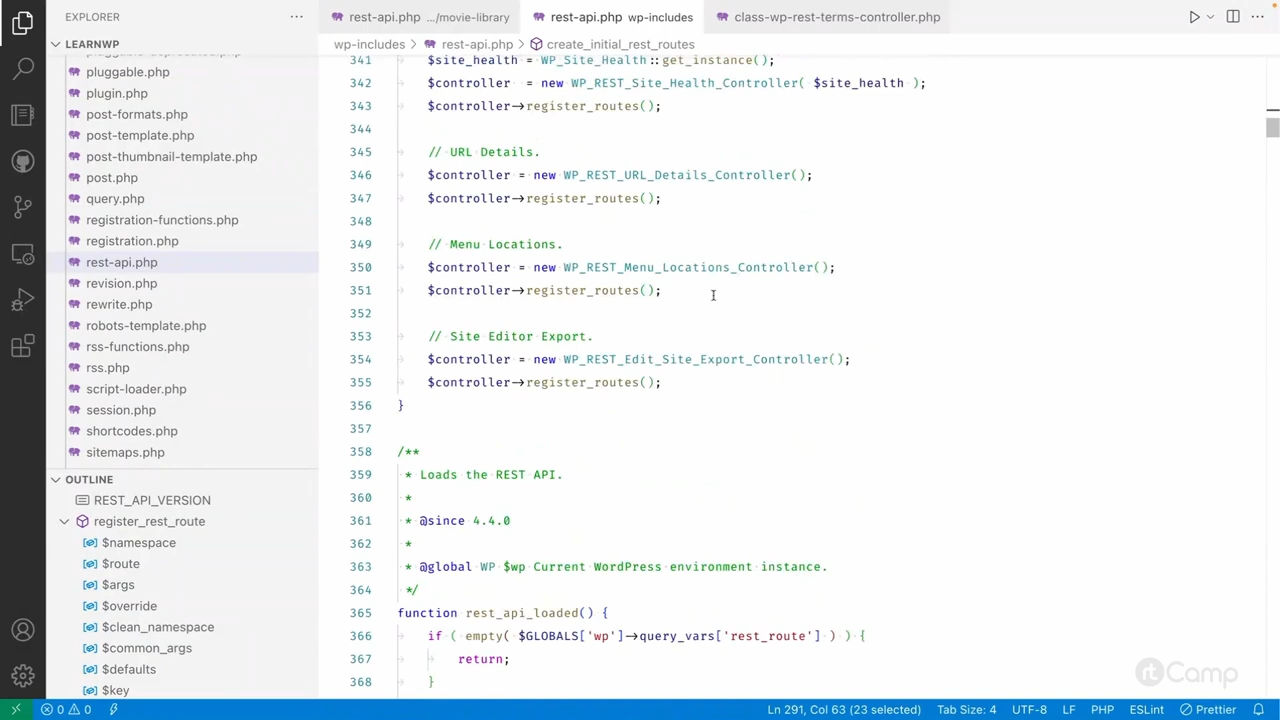 EXPLORER
rest-api.php .../movie-library
rest-api.php wp-includes
class-wp-rest-terms-controller.php
LEARNWP
wp-includes > rest-api.php > create_initial_rest_routes
pluggable-deprecated.php
pluggable.php
plugin.php
post-formats.php
post-template.php
post-thumbnail-template.php
post.php
query.php
registration-functions.php
registration.php
rest-api.php
revision.php
rewrite.php
robots-template.php
rss-functions.php
rss.php
script-loader.php
session.php
shortcodes.php
sitemaps.php
OUTLINE
REST_API_VERSION
register_rest_route
$namespace
$route
$args
$override
$clean_namespace
$common_args
$defaults
$key
341 $site_health = WP_Site_Health::get_instance();
342 $controller  = new WP_REST_Site_Health_Controller( $site_health );
343 $controller->register_routes();
344
345 // URL Details.
346 $controller = new WP_REST_URL_Details_Controller();
347 $controller->register_routes();
348
349 // Menu Locations.
350 $controller = new WP_REST_Menu_Locations_Controller();
351 $controller->register_routes();
352
353 // Site Editor Export.
354 $controller = new WP_REST_Edit_Site_Export_Controller();
355 $controller->register_routes();
356 }
357
358 /**
359 * Loads the REST API.
360 *
361 * @since 4.4.0
362 *
363 * @global WP $wp Current WordPress environment instance.
364 */
365 function rest_api_loaded() {
366 if ( empty( $GLOBALS['wp']->query_vars['rest_route'] ) ) {
367 return;
368 }
rtCamp
0 0
Ln 291, Col 63 (23 selected) Tab Size: 4 UTF-8 LF PHP ESLint Prettier